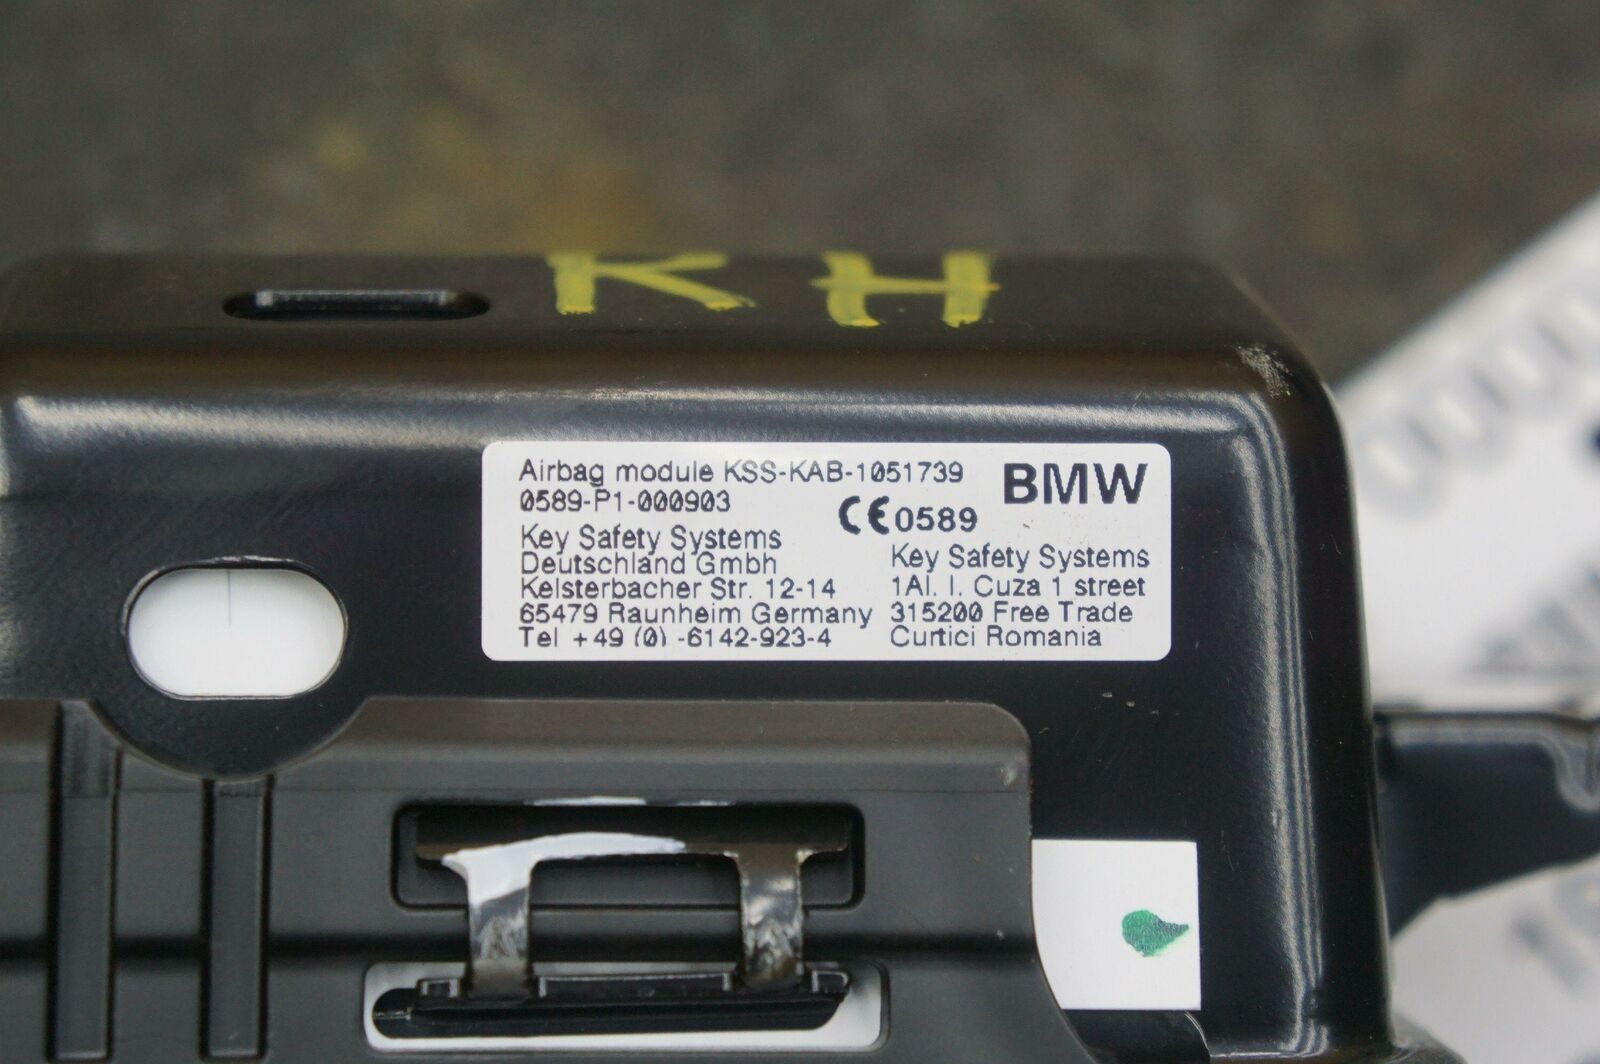 KH
Airbag module KSS-KAB-1051739
BMW
0589-P1-000903
CE0589
Key Safety Systems
Deutschland Gmbh
Kelsterbacher Str. 12-14
65479 Raunheim Germany
Tel +49 (0) -6142-923-4
Key Safety Systems
1Al. I. Cuza 1 street
315200 Free Trade
Curtici Romania